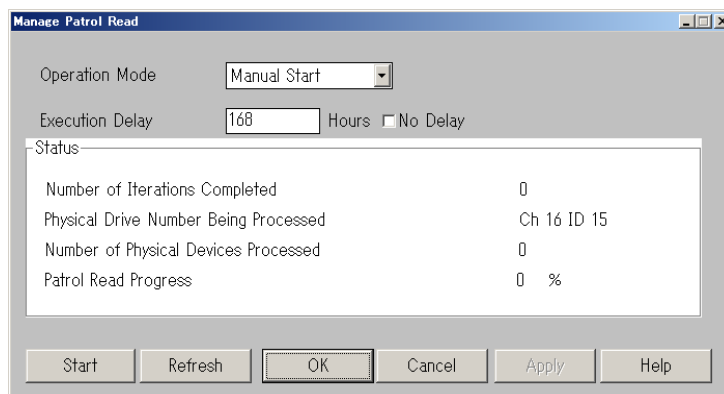 Manage Patrol Read
Operation Mode Manual Start
Execution Delay 168 Hours No Delay
Status
Number of Iterations Completed 0
Physical Drive Number Being Processed Ch 16 ID 15
Number of Physical Devices Processed 0
Patrol Read Progress 0 %
Start Refresh OK Cancel Apply Help